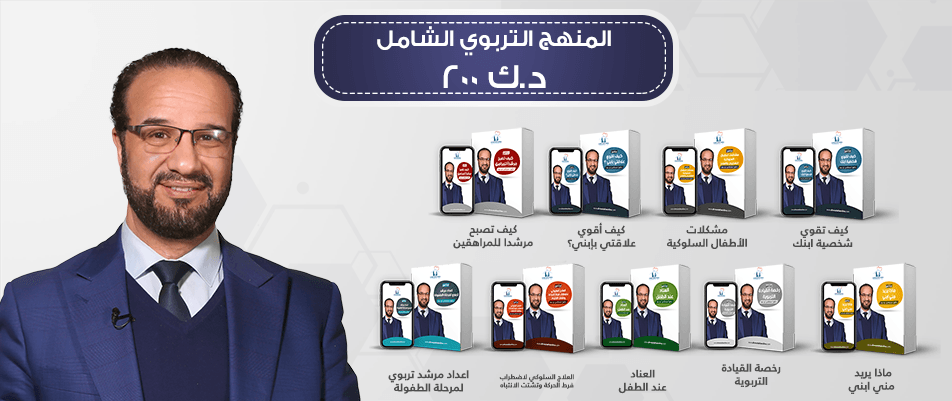 المنهج التربوي الشامل
د.ك ٢٠٠
كيف تقوي
شخصية ابنك
مشكلات
الأطفال السلوكية
كيف أقوي
علاقتي بإبني؟
كيف تصبح
مرشدا للمراهقين
ماذا يريد
مني ابني
رخصة القيادة
التربوية
العناد
عند الطفل
العلاج السلوكي لاضطراب
فرط الحركة وتشتت الانتباه
اعداد مرشد تربوي
لمرحلة الطفولة